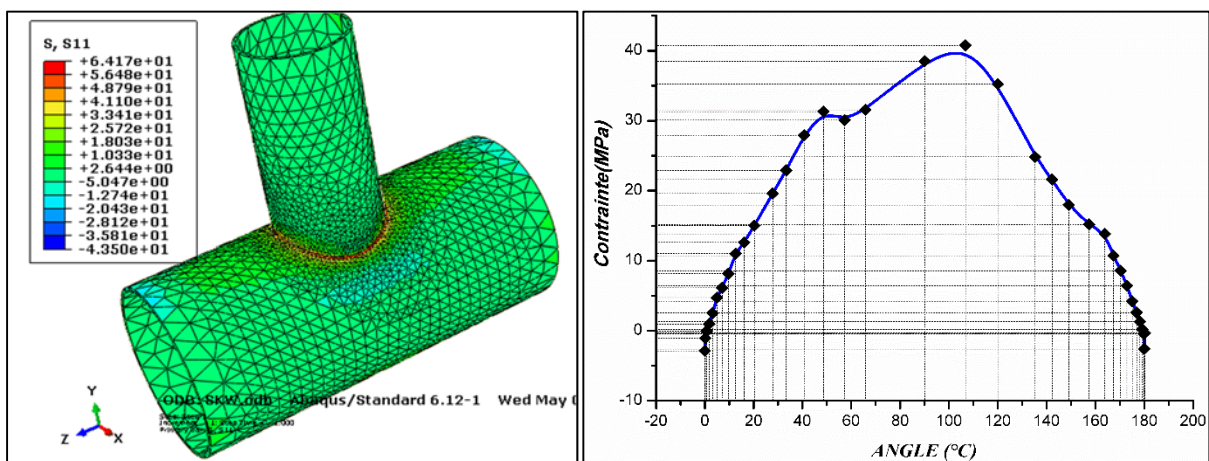 S, S11
+6.417e+01
+5.648e+01
+4.879e+01
+4.110e+01
+3.341e+01
+2.572e+01
+1.803e+01
+1.033e+01
+2.644e+00
-5.047e+00
-1.274e+01
-2.043e+01
-2.812e+01
-3.581e+01
-4.350e+01
Y
Z
X
ODB: SKW.odb Abaqus/Standard 6.12-1 Wed May 0
Contrainte(MPa)
40
30
20
10
0
-10
-20 0 20 40 60 80 100 120 140 160 180 200
ANGLE (°C)